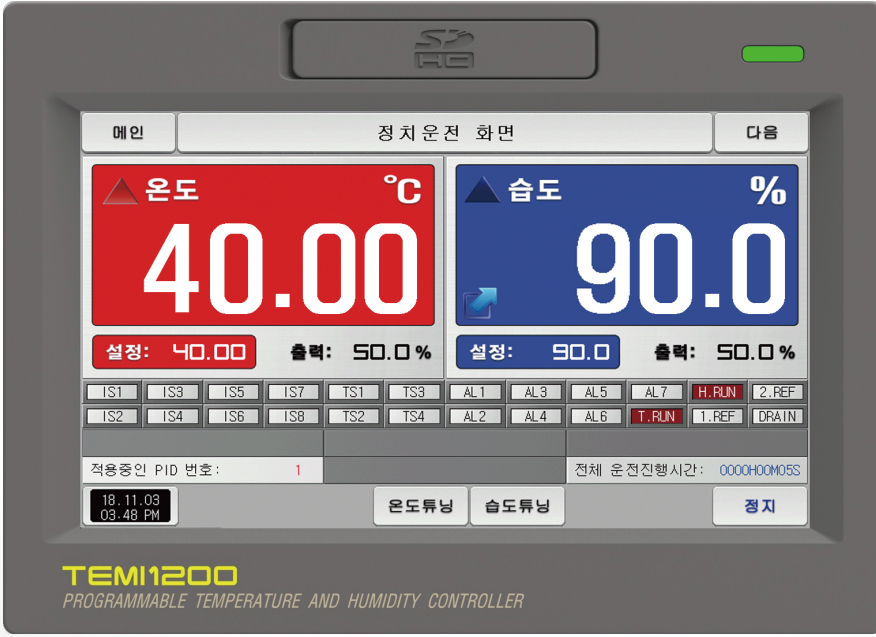 SD HC
메인 정치운전 화면 다음
온도 °C 습도 %
40.00 90.0
설정: 40.00 출력: 50.0 % 설정: 90.0 출력: 50.0 %
IS1 IS3 IS5 IS7 TS1 TS3 AL1 AL3 AL5 AL7 H.RUN 2.REF
IS2 IS4 IS6 IS8 TS2 TS4 AL2 AL4 AL6 T.RUN 1.REF DRAIN
적용중인 PID 번호: 1 전체 운전진행시간: 0000H00M05S
18.11.03
03:48 PM
온도튜닝 습도튜닝 정지
TEMI1200
PROGRAMMABLE TEMPERATURE AND HUMIDITY CONTROLLER